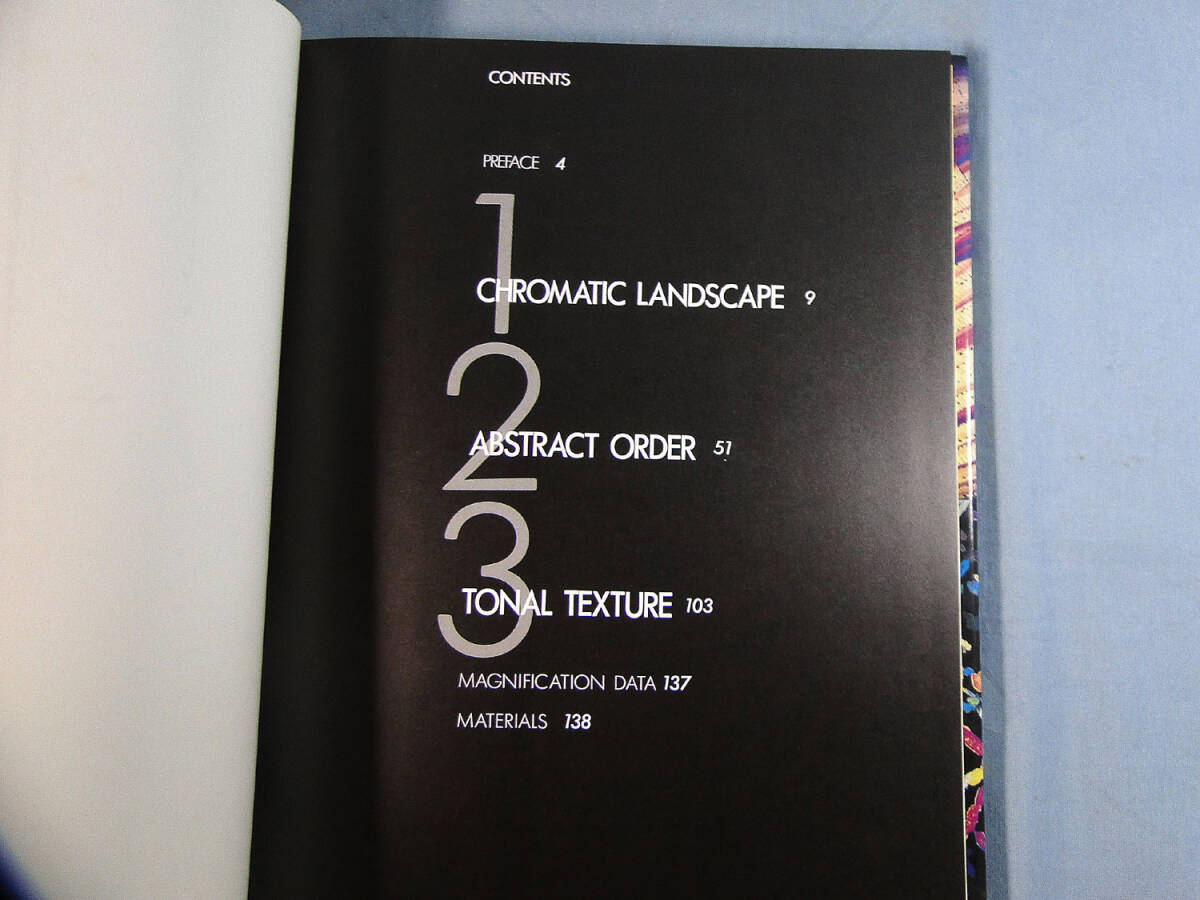 CONTENTS
PREFACE 4
1
CHROMATIC LANDSCAPE 9
2
ABSTRACT ORDER 51
3
TONAL TEXTURE 103
MAGNIFICATION DATA 137
MATERIALS 138